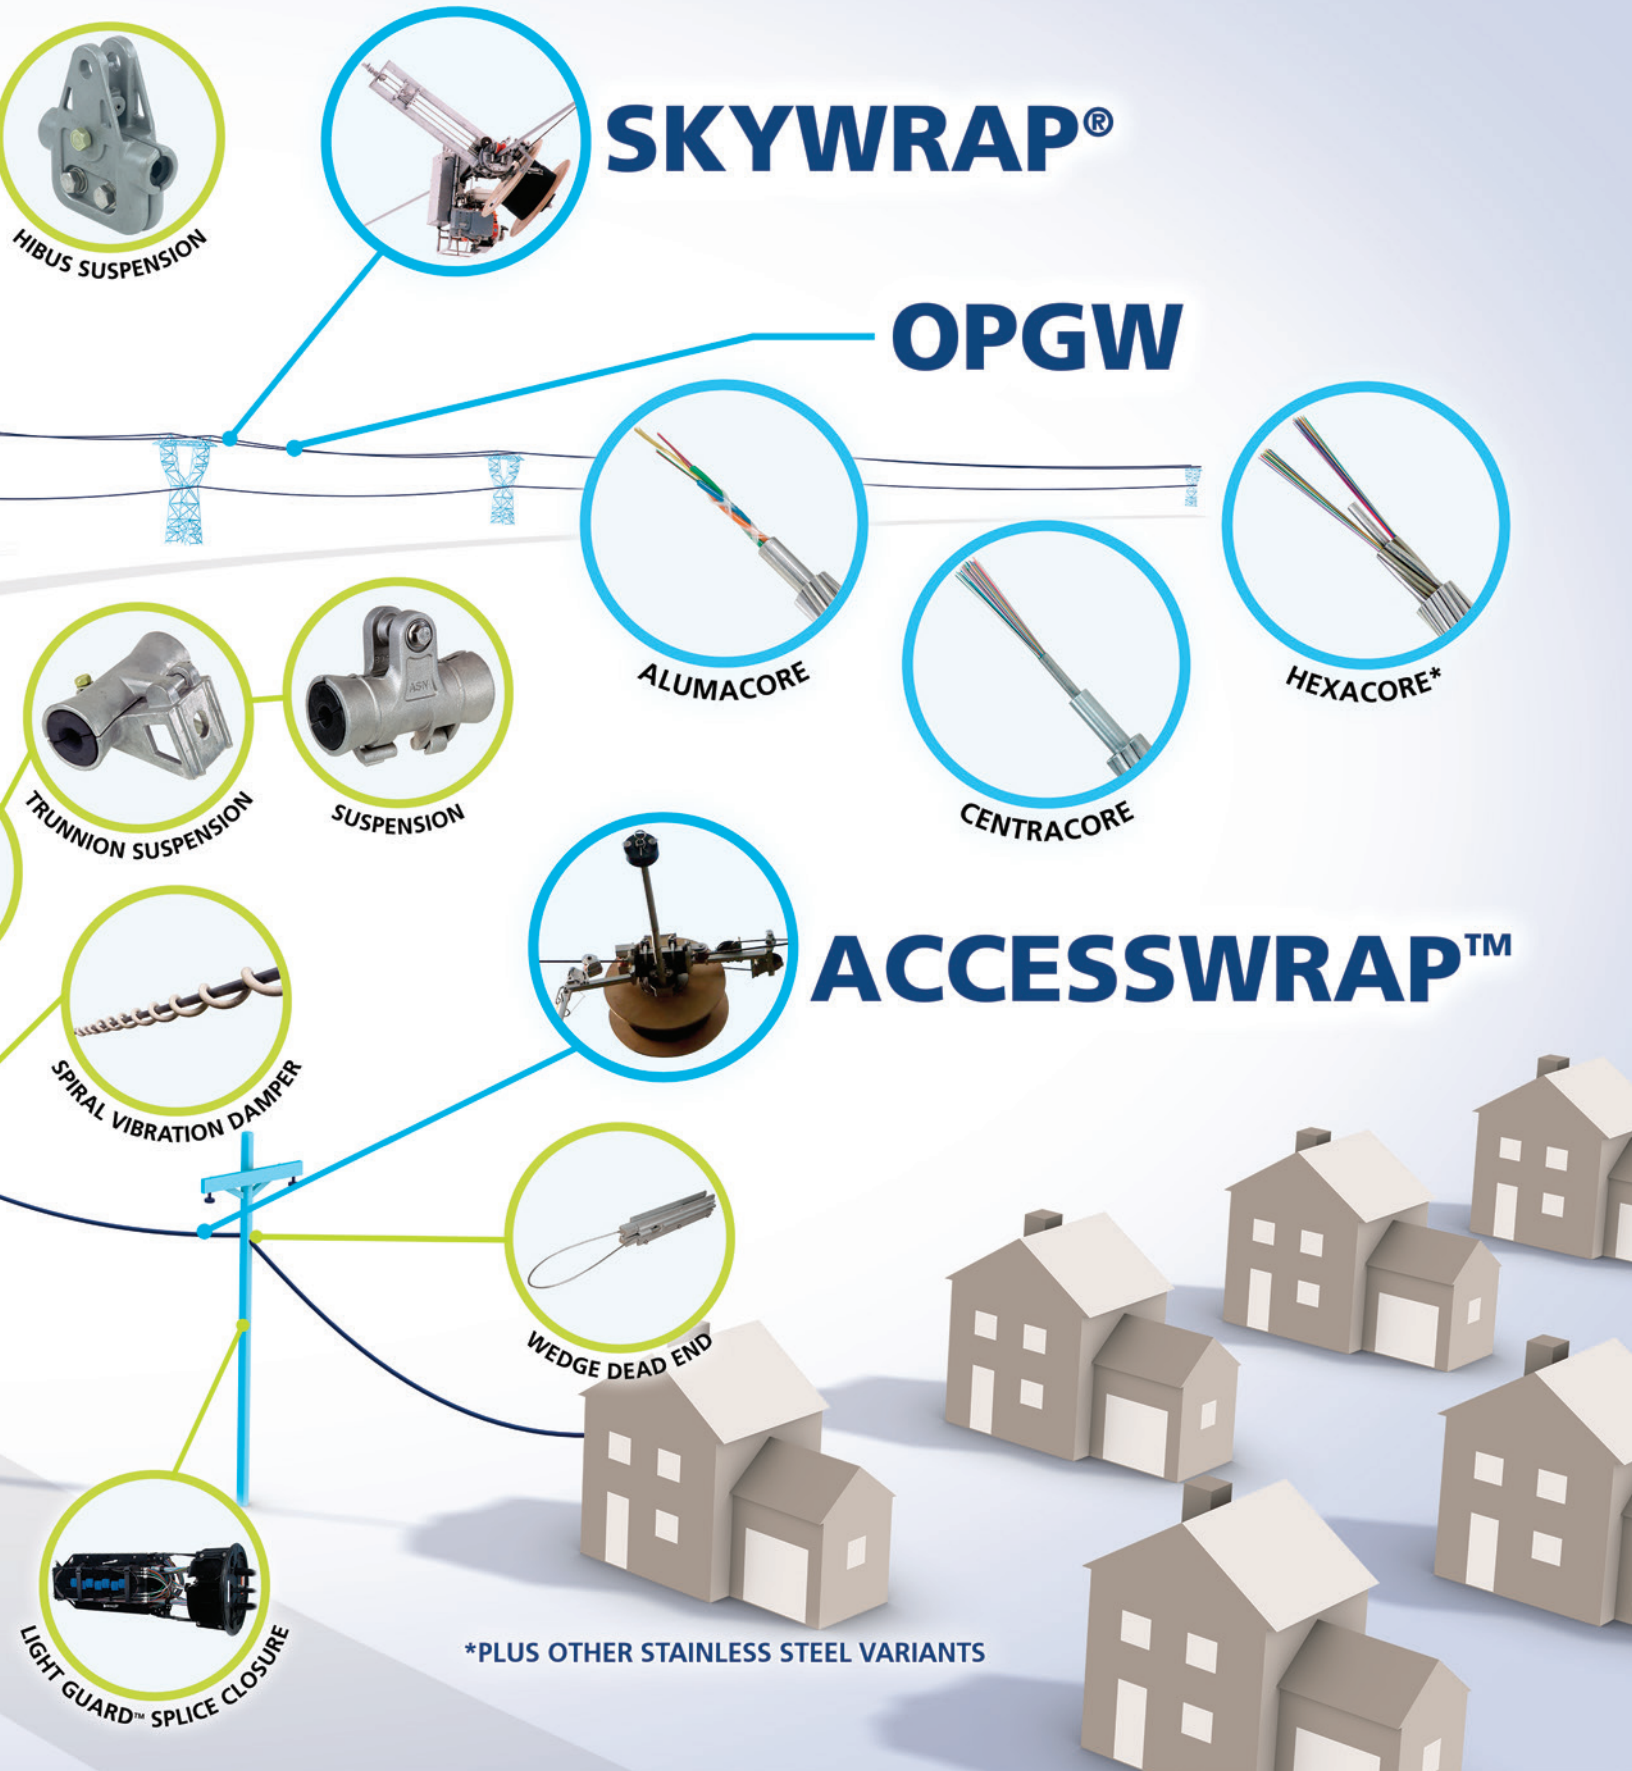 HIBUS SUSPENSION
SKYWRAP®
OPGW
ALUMACORE
CENTRACORE
HEXACORE*
TRUNNION SUSPENSION
ASN
SUSPENSION
ACCESSWRAP™
SPIRAL VIBRATION DAMPER
WEDGE DEAD END
LIGHT GUARD™ SPLICE CLOSURE
*PLUS OTHER STAINLESS STEEL VARIANTS